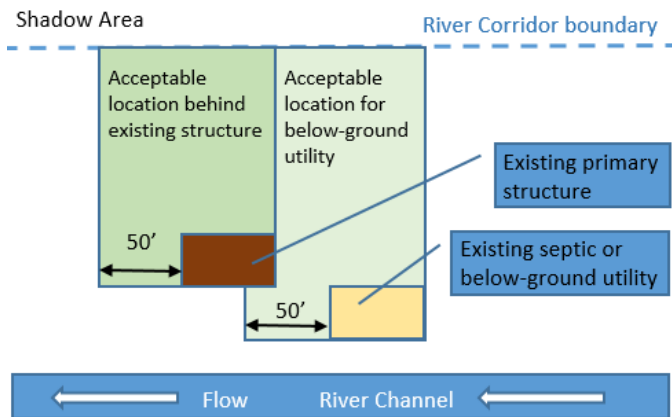 Shadow Area
River Corridor boundary
Acceptable
location behind
existing structure
Acceptable
location for
below-ground
utility
Existing primary
structure
50’
Existing septic or
below-ground utility
50’
Flow
River Channel